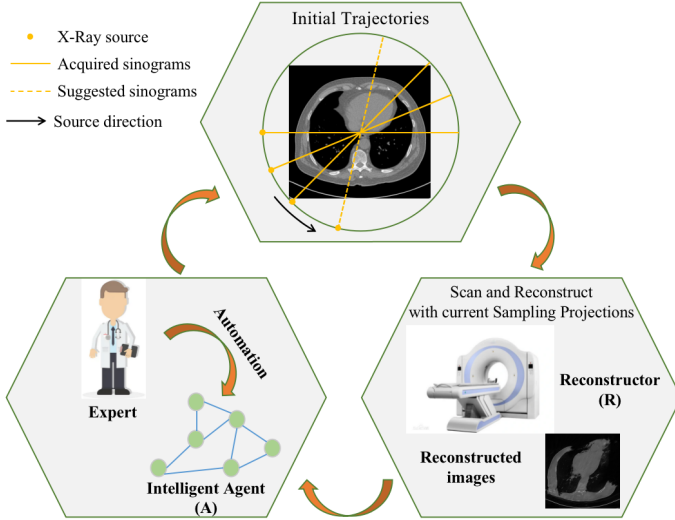 Initial Trajectories
X-Ray source
Acquired sinograms
Suggested sinograms
Source direction
Expert
Automation
Intelligent Agent
(A)
Scan and Reconstruct
with current Sampling Projections
Reconstructor
(R)
Reconstructed
images